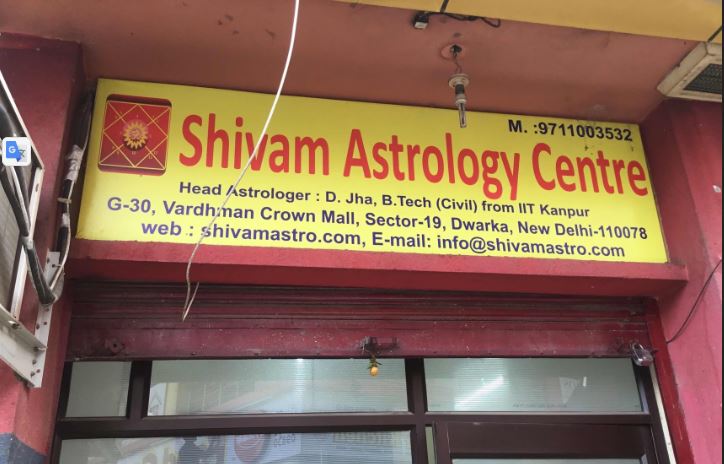 M. :9711003532
Shivam Astrology Centre
Head Astrologer : D. Jha, B.Tech (Civil) from IIT Kanpur
G-30, Vardhman Crown Mall, Sector-19, Dwarka, New Delhi-110078
web : shivamastro.com, E-mail: info@shivamastro.com